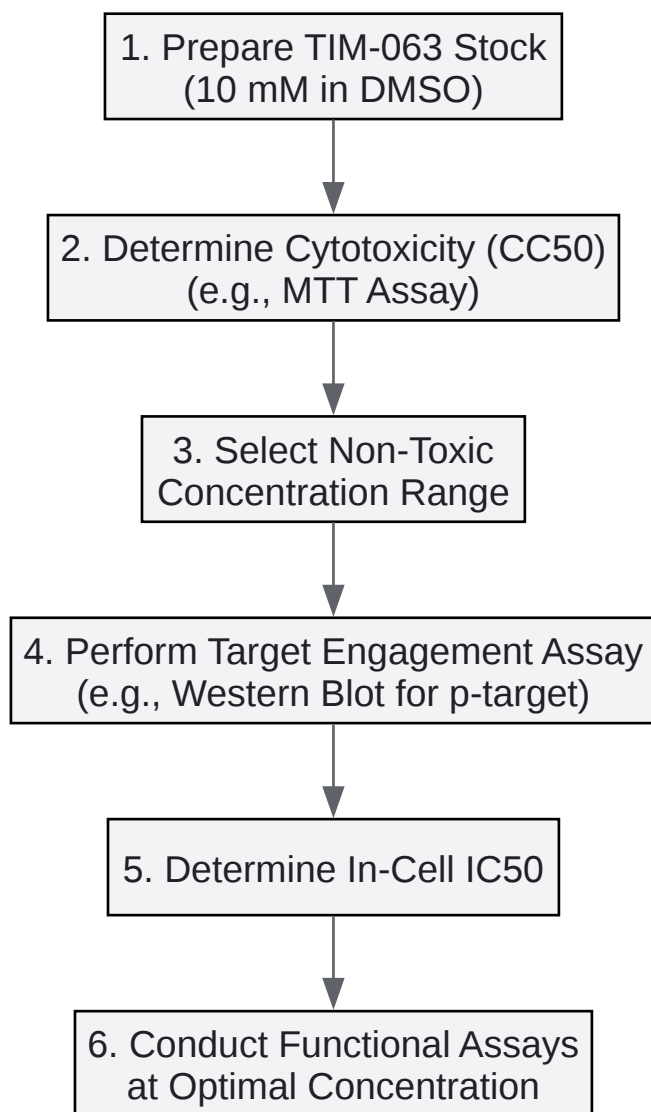 1. Prepare TIM-063 Stock
(10 mM in DMSO)
2. Determine Cytotoxicity (CC50)
(e.g., MTT Assay)
3. Select Non-Toxic
Concentration Range
4. Perform Target Engagement Assay
(e.g., Western Blot for p-target)
5. Determine In-Cell IC50
6. Conduct Functional Assays
at Optimal Concentration